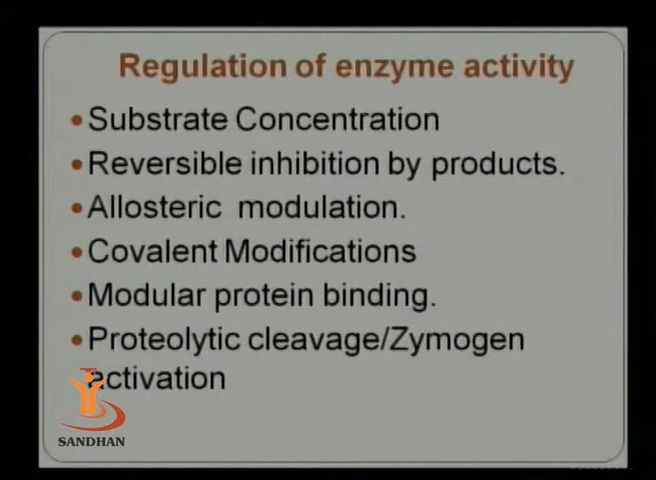 Regulation of enzyme activity
•Substrate Concentration
•Reversible inhibition by products.
•Allosteric modulation.
•Covalent Modifications
•Modular protein binding.
•Proteolytic cleavage/Zymogen
activation
SANDHAN